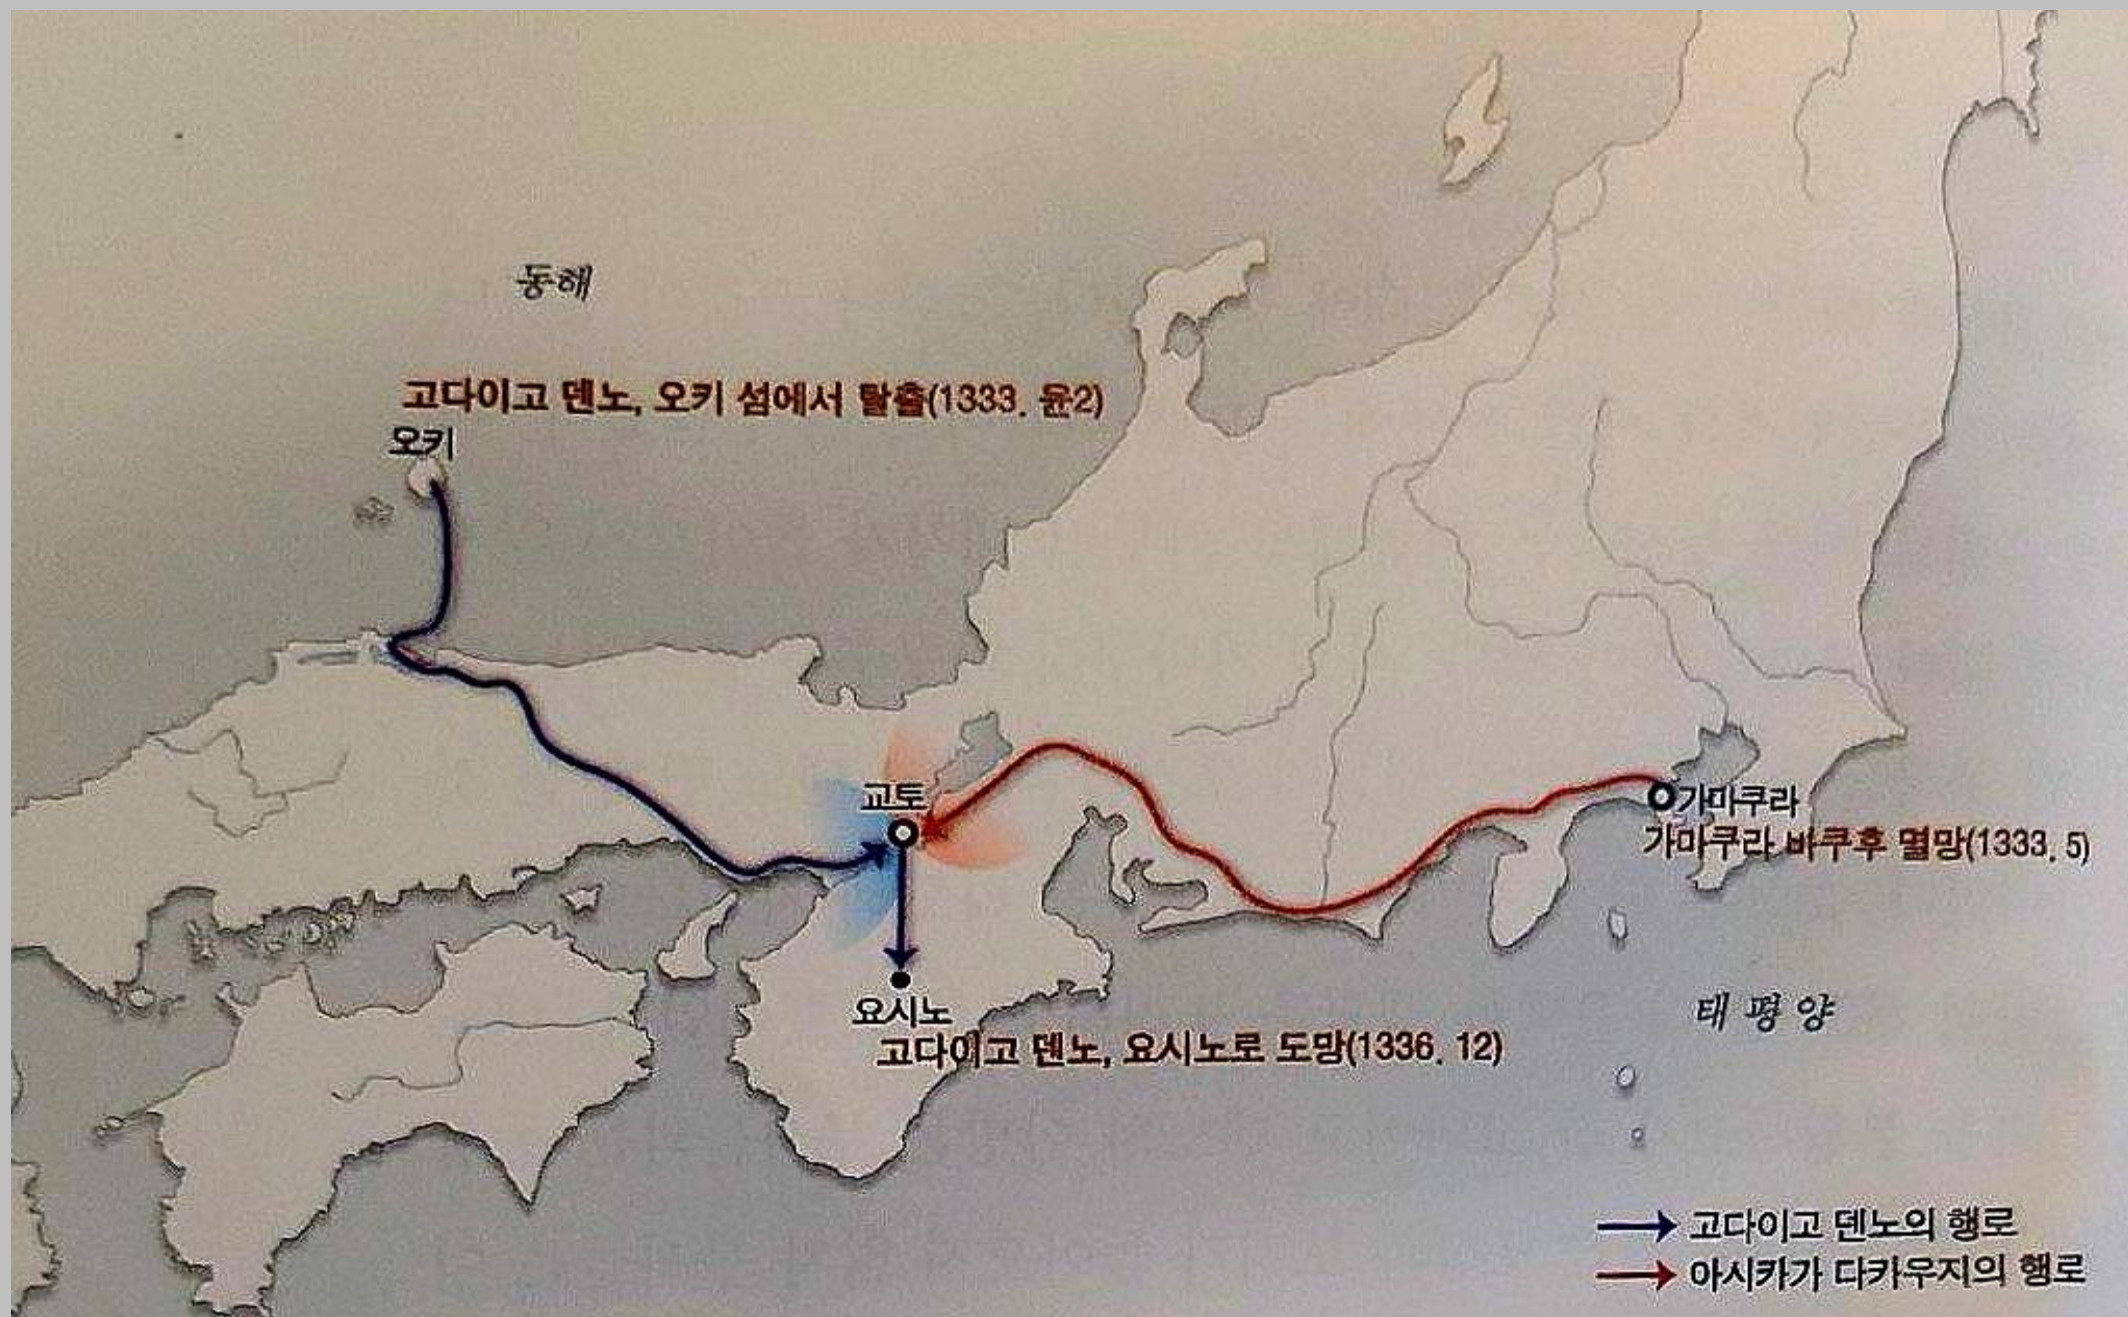 동해
고다이고 덴노, 오키 섬에서 탈출(1333. 윤2)
오키
교토
가마쿠라
가마쿠라 바쿠후 멸망(1333. 5)
요시노
고다이고 덴노, 요시노로 도망(1336. 12)
태평양
고다이고 덴노의 행로
아시카가 다카우지의 행로